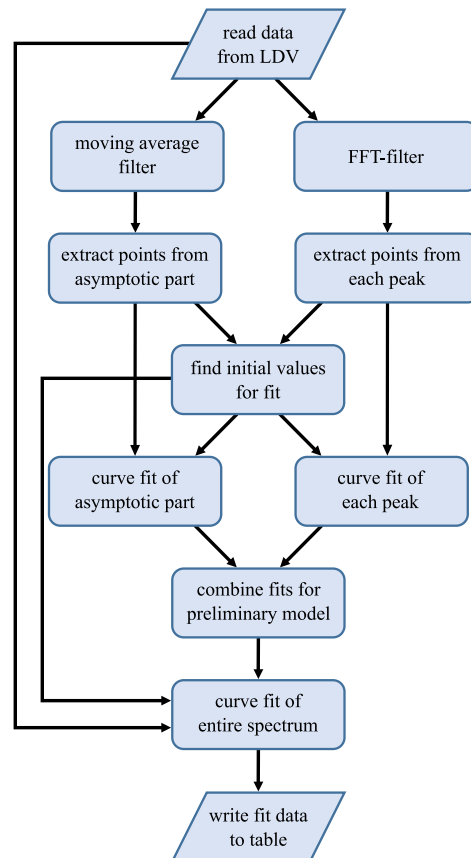 read data
from LDV
moving average
filter
FFT-filter
extract points from
asymptotic part
extract points from
each peak
find initial values
for fit
curve fit of
asymptotic part
curve fit of
each peak
combine fits for
preliminary model
curve fit of
entire spectrum
write fit data
to table